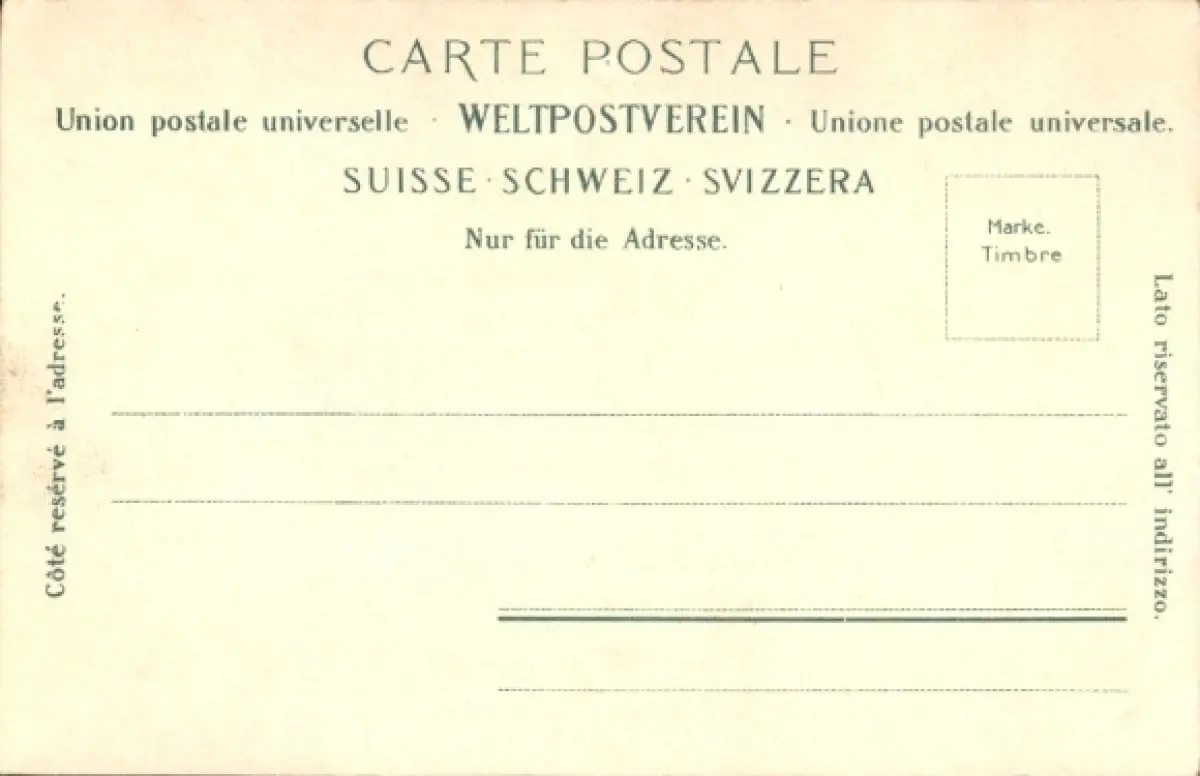 CARTE POSTALE
Union postale universelle · WELTPOSTVEREIN · Unione postale universale.
SUISSE · SCHWEIZ · SVIZZERA
Nur für die Adresse.
Marke.
Timbre
Côté resérvé à l'adresse.
Lato riservato all' indirizzo.